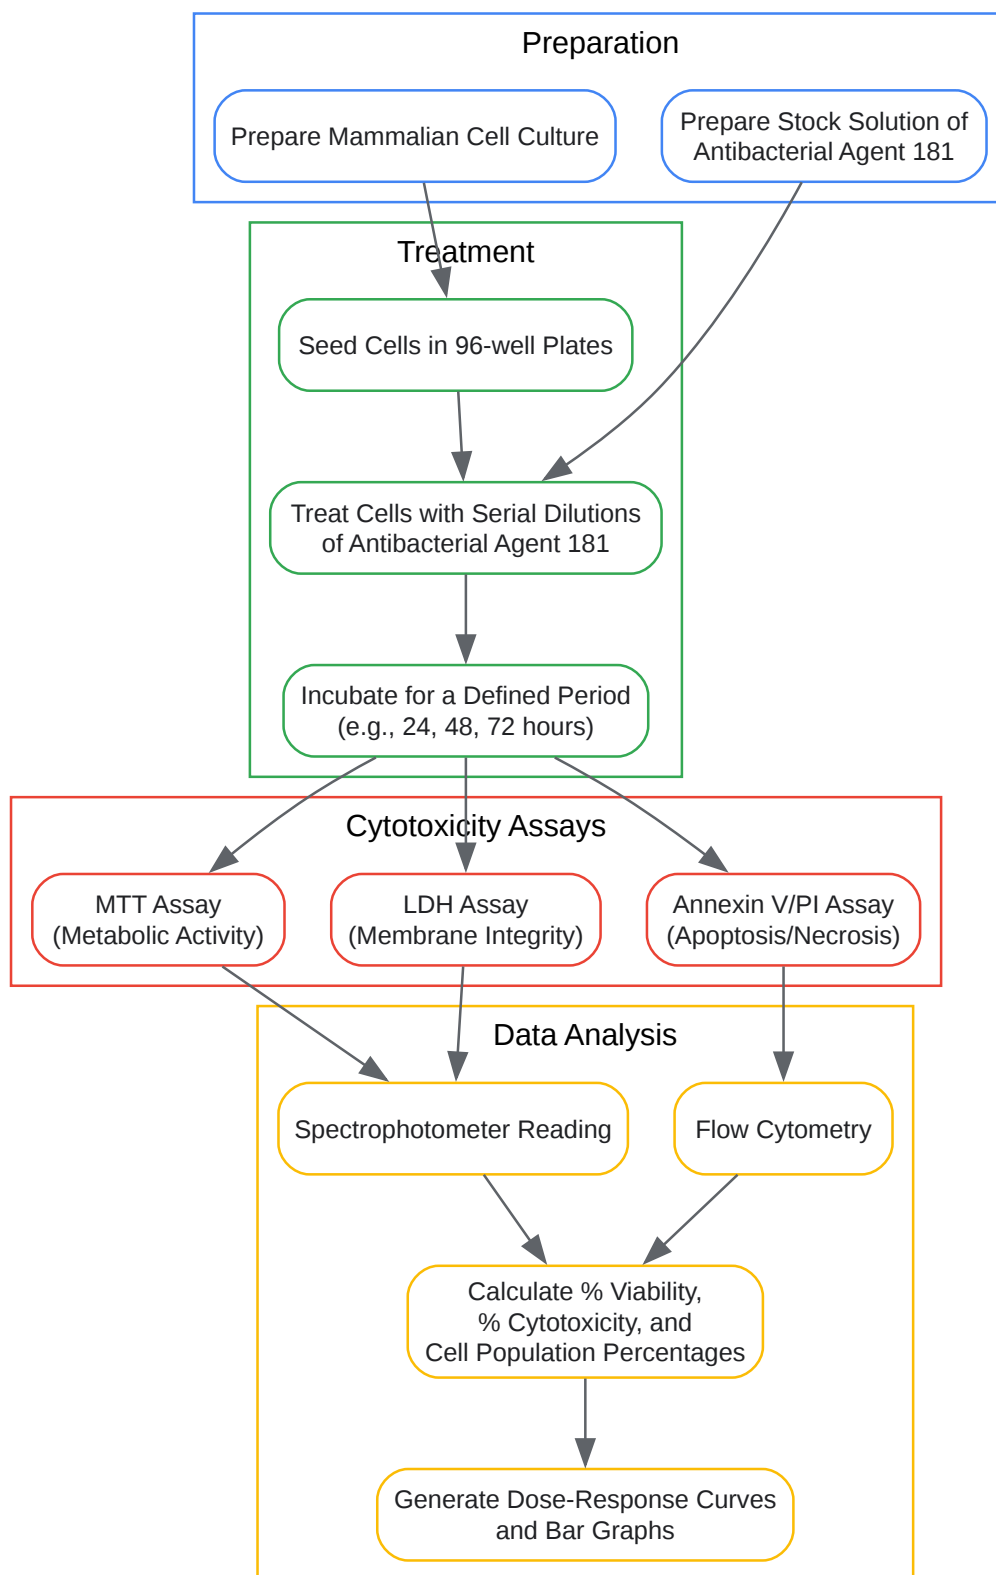 Preparation
Prepare Mammalian Cell Culture
Prepare Stock Solution of
Antibacterial Agent 181
Treatment
Seed Cells in 96-well Plates
Treat Cells with Serial Dilutions
of Antibacterial Agent 181
Incubate for a Defined Period
(e.g., 24, 48, 72 hours)
Cytotoxicity Assays
MTT Assay
(Metabolic Activity)
LDH Assay
(Membrane Integrity)
Annexin V/PI Assay
(Apoptosis/Necrosis)
Data Analysis
Spectrophotometer Reading
Flow Cytometry
Calculate % Viability,
% Cytotoxicity, and
Cell Population Percentages
Generate Dose-Response Curves
and Bar Graphs